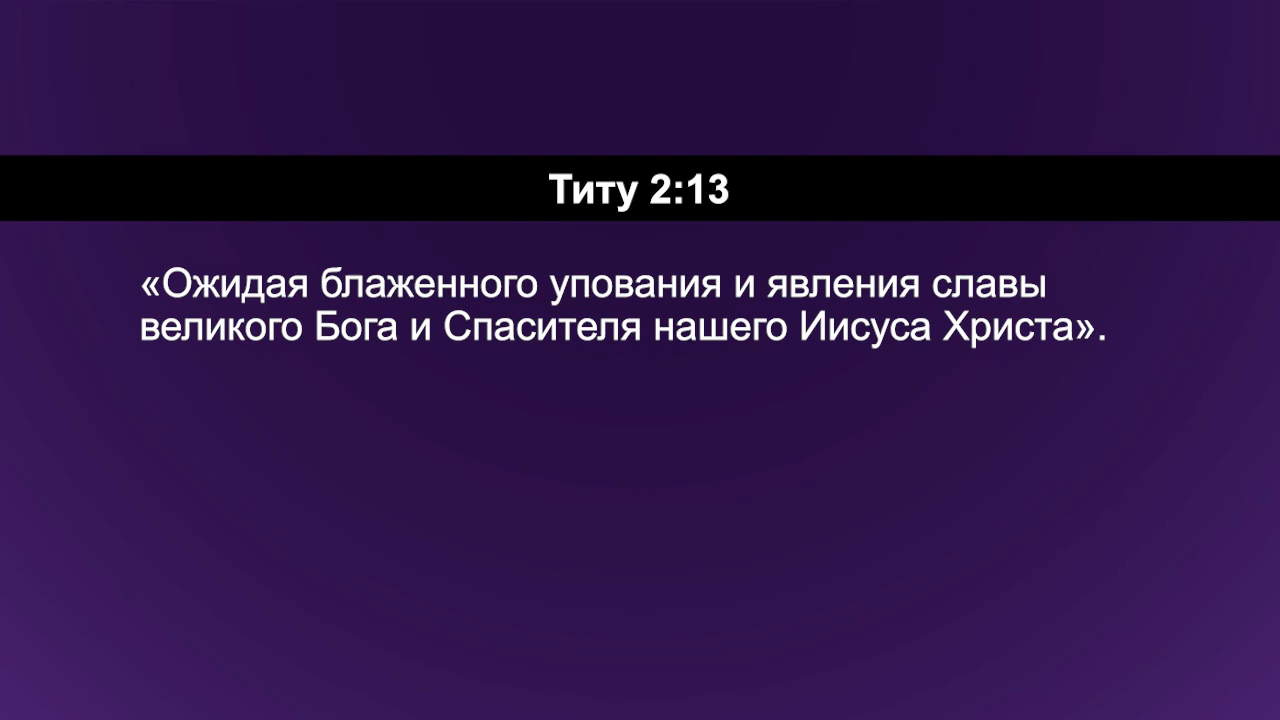 Титу 2:13
«Ожидая блаженного упования и явления славы
великого Бога и Спасителя нашего Иисуса Христа».